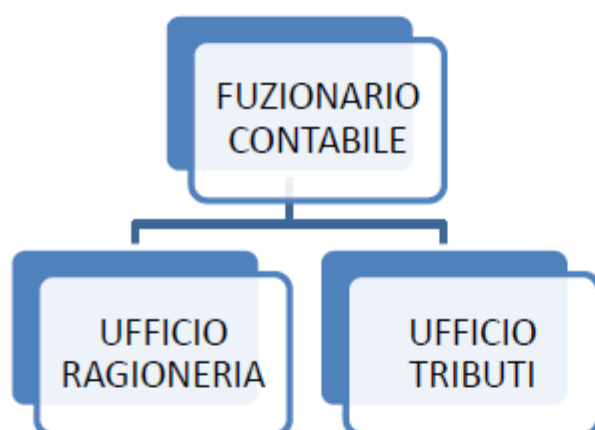 FUZIONARIO
CONTABILE
UFFICIO
RAGIONERIA
UFFICIO
TRIBUTI